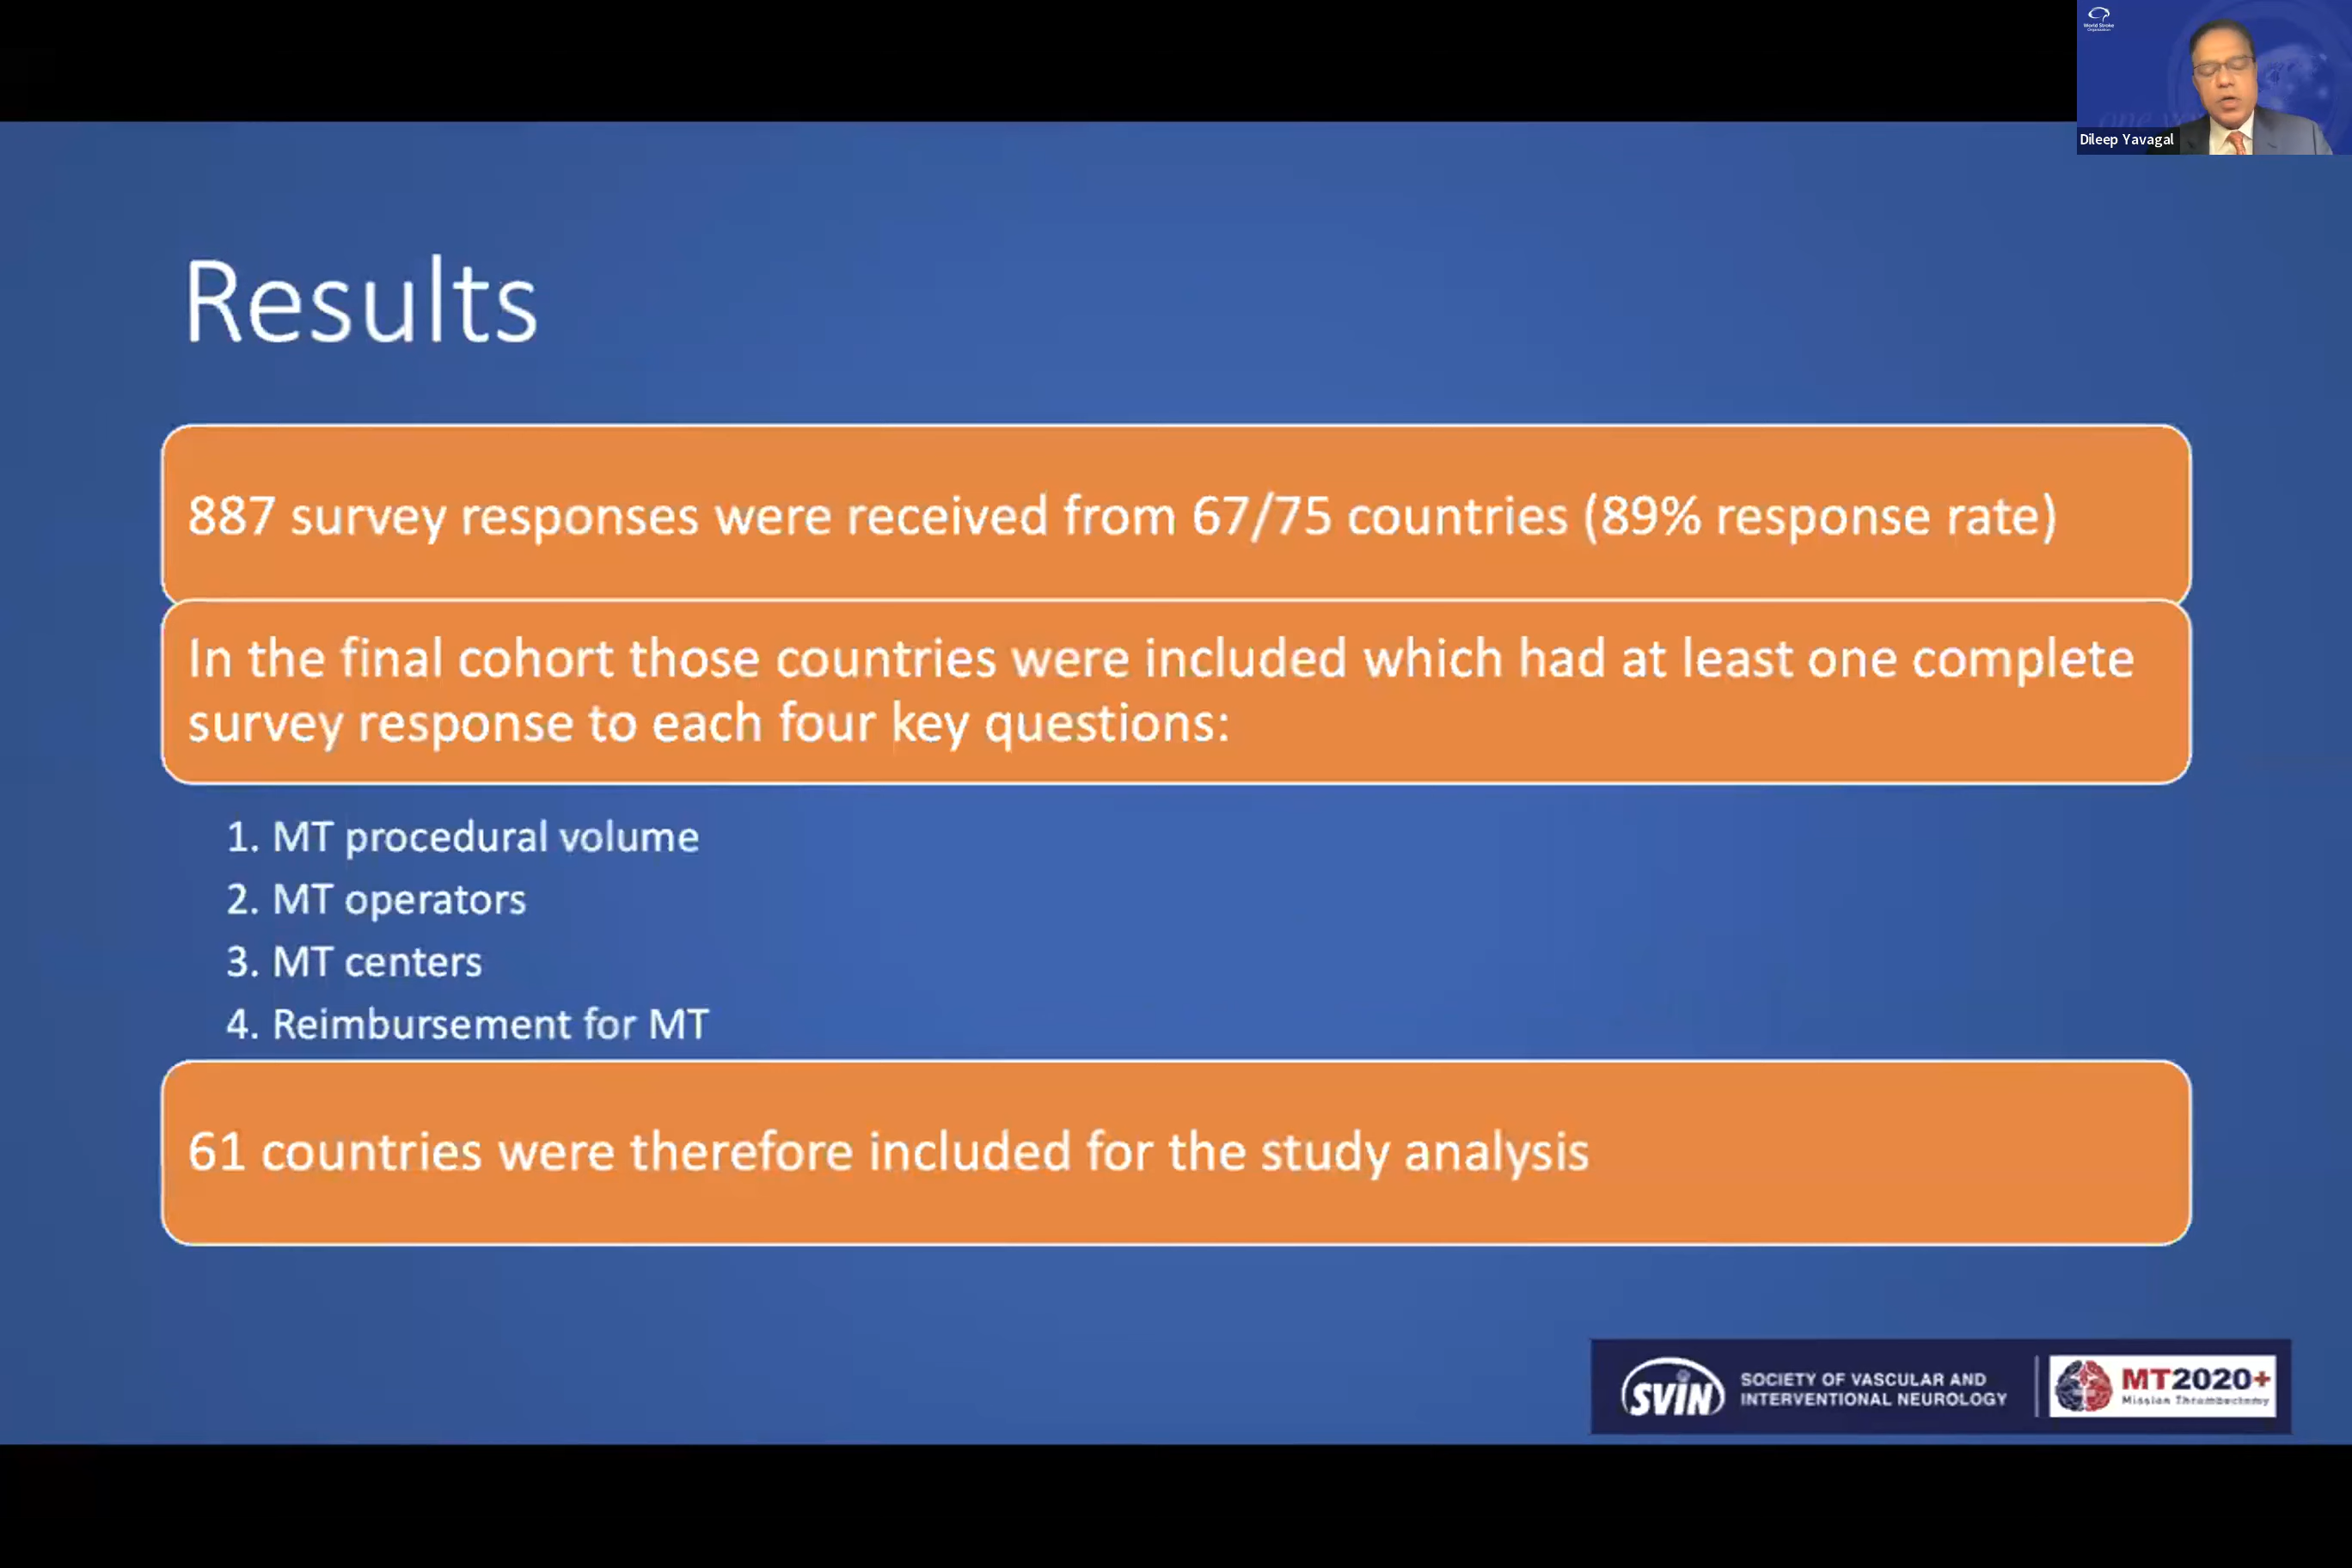 World Stroke
Organization
Dileep Yavagal
Results
887 survey responses were received from 67/75 countries (89% response rate)
In the final cohort those countries were included which had at least one complete
survey response to each four key questions:
1. MT procedural volume
2. MT operators
3. MT centers
4. Reimbursement for MT
61 countries were therefore included for the study analysis
SVIN
SOCIETY OF VASCULAR AND
INTERVENTIONAL NEUROLOGY
MT2020+
Mission Thrombectomy